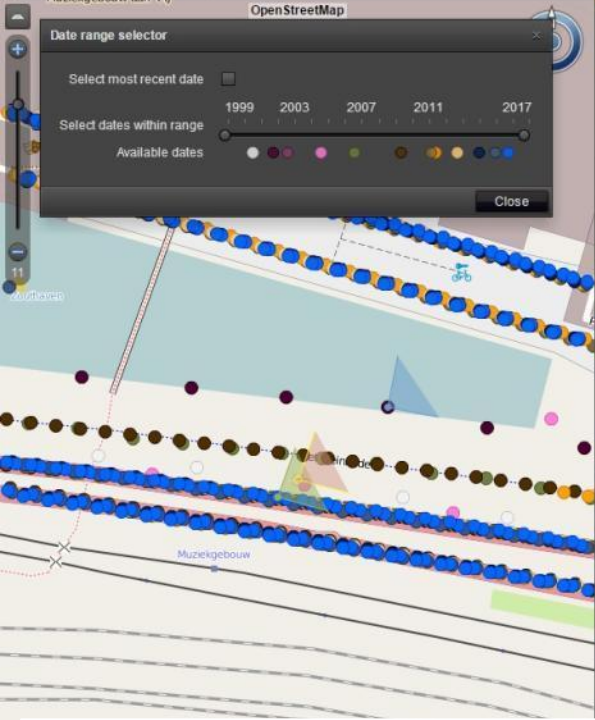 OpenStreetMap
Date range selector
Select most recent date
1999 2003 2007 2011 2017
Select dates within range
Available dates
Close
11
Muziekgebouw